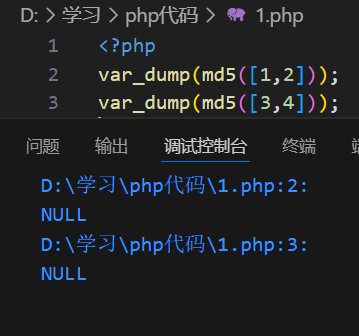 D: > 学习 > php代码 > 1.php
1 <?php
2 var_dump(md5([1,2]));
3 var_dump(md5([3,4]));
问题 输出 调试控制台 终端
D:\学习\php代码\1.php:2:
NULL
D:\学习\php代码\1.php:3:
NULL